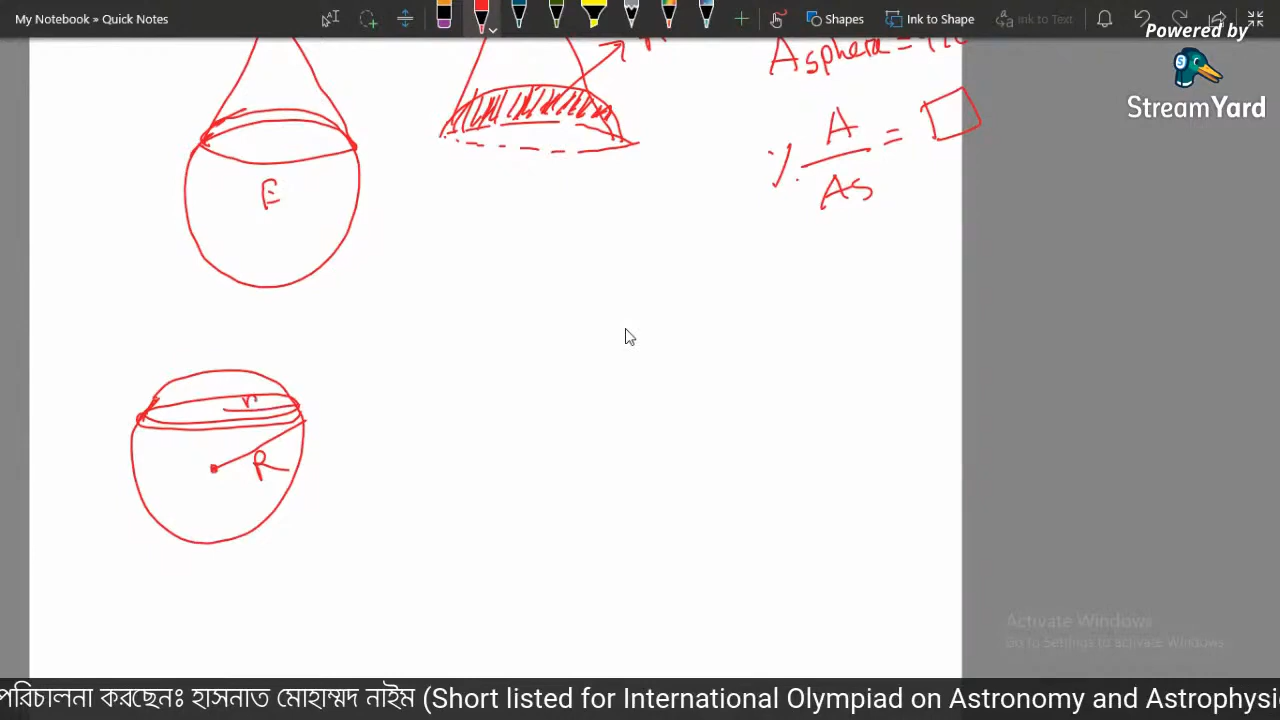 My Notebook » Quick Notes
Shapes
Ink to Shape
Ink to Text
Powered by
StreamYard
A sphere =
% A
As
=
E
r
R
Activate Windows
Go to Settings to activate Windows.
পরিচালনা করছেনঃ হাসনাত মোহাম্মদ নাইম (Short listed for International Olympiad on Astronomy and Astrophysi